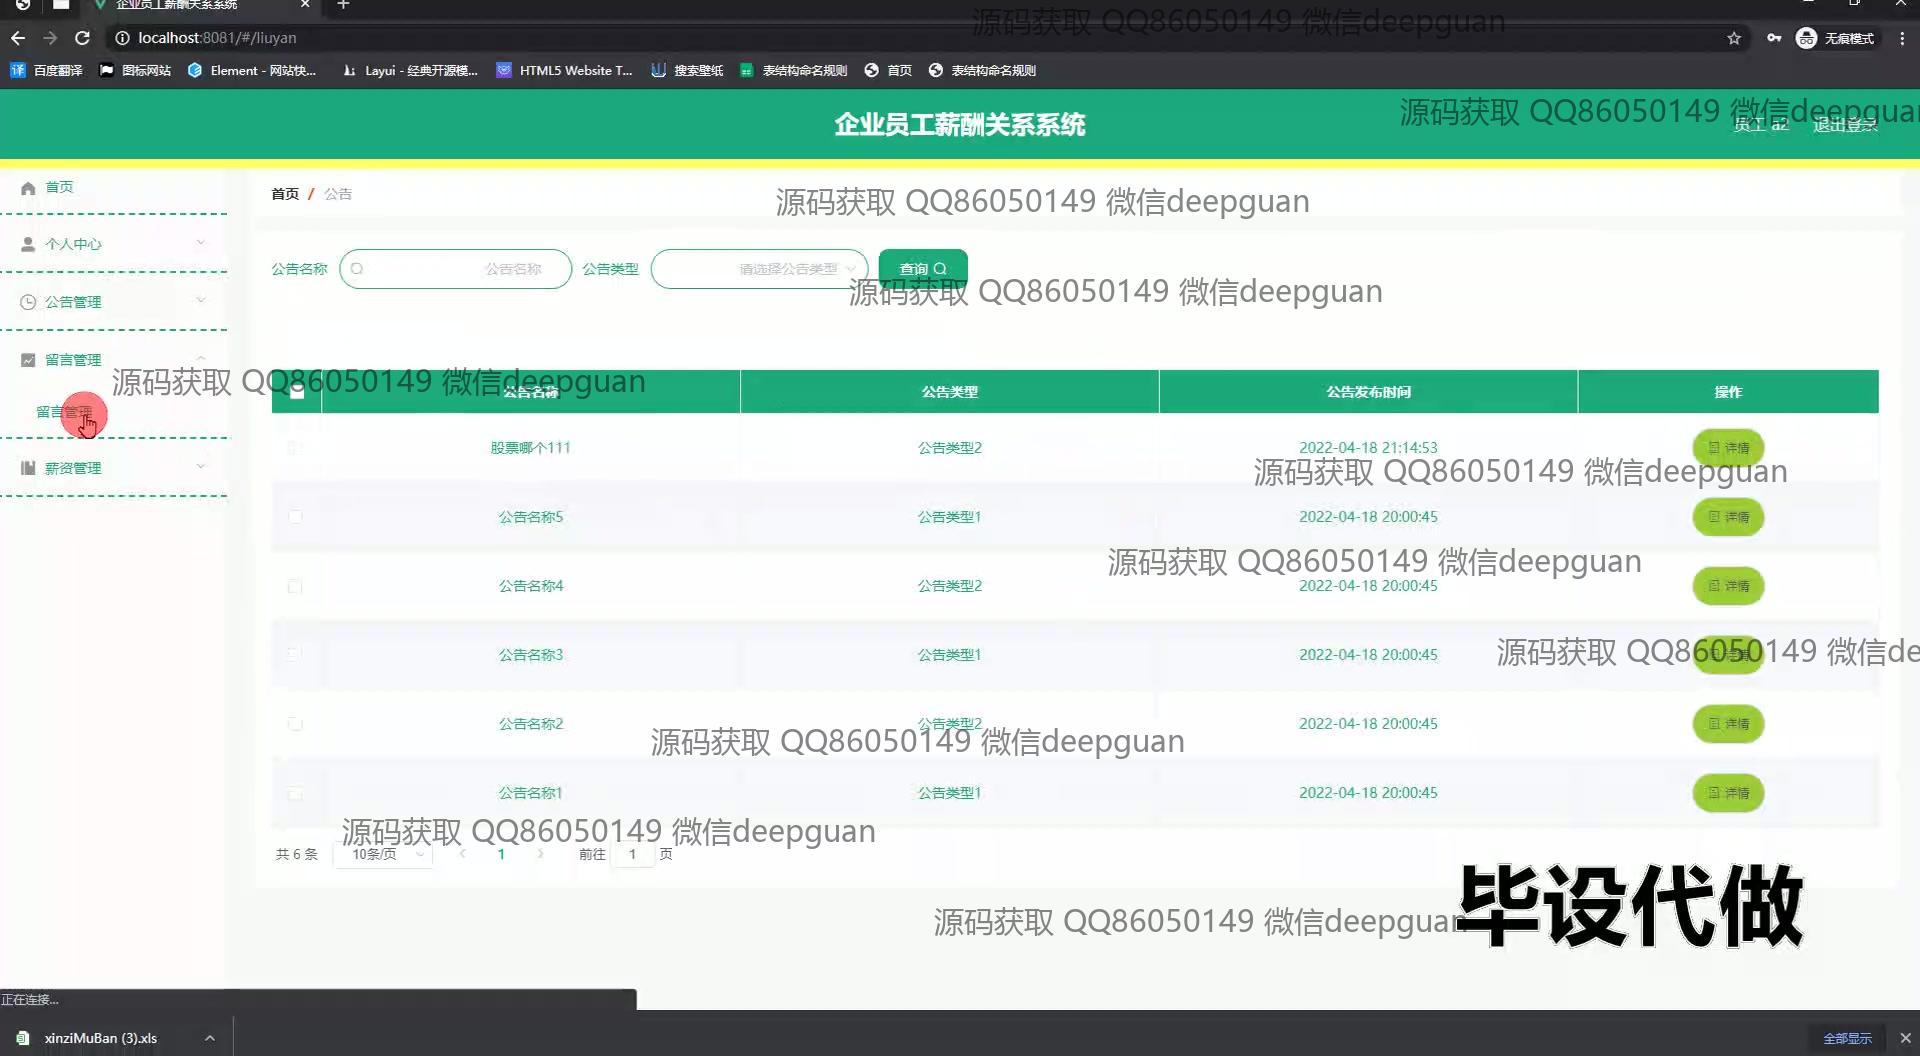 企业员工薪酬关系系统
localhost:8081/#/liuyan
源码获取 QQ86050149 微信deepguan
无痕模式
百度翻译 图标网站 Element - 网站快... Layui - 经典开源模... HTML5 Website T... 搜索壁纸 表结构命名规则 首页 表结构命名规则
企业员工薪酬关系系统
源码获取 QQ86050149 微信deepguan
员工 a2 退出登录
首页
首页 / 公告
源码获取 QQ86050149 微信deepguan
个人中心
公告名称 公告名称 公告类型 请选择公告类型 查询
源码获取 QQ86050149 微信deepguan
公告管理
留言管理
源码获取 QQ86050149 微信deepguan
公告名称 公告类型 公告发布时间 操作
留言管理
股票哪个111 公告类型2 2022-04-18 21:14:53 详情
薪资管理
源码获取 QQ86050149 微信deepguan
公告名称5 公告类型1 2022-04-18 20:00:45 详情
源码获取 QQ86050149 微信deepguan
公告名称4 公告类型2 2022-04-18 20:00:45 详情
公告名称3 公告类型1 2022-04-18 20:00:45
源码获取 QQ86050149 微信de
公告名称2 公告类型2 2022-04-18 20:00:45 详情
源码获取 QQ86050149 微信deepguan
公告名称1 公告类型1 2022-04-18 20:00:45 详情
源码获取 QQ86050149 微信deepguan
共 6 条 10条/页 1 前往 1 页
源码获取 QQ86050149 微信deepguan
毕设代做
正在连接...
xinziMuBan (3).xls
全部显示